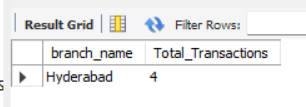 Result Grid Filter Rows:
branch_name Total_Transactions
Hyderabad 4